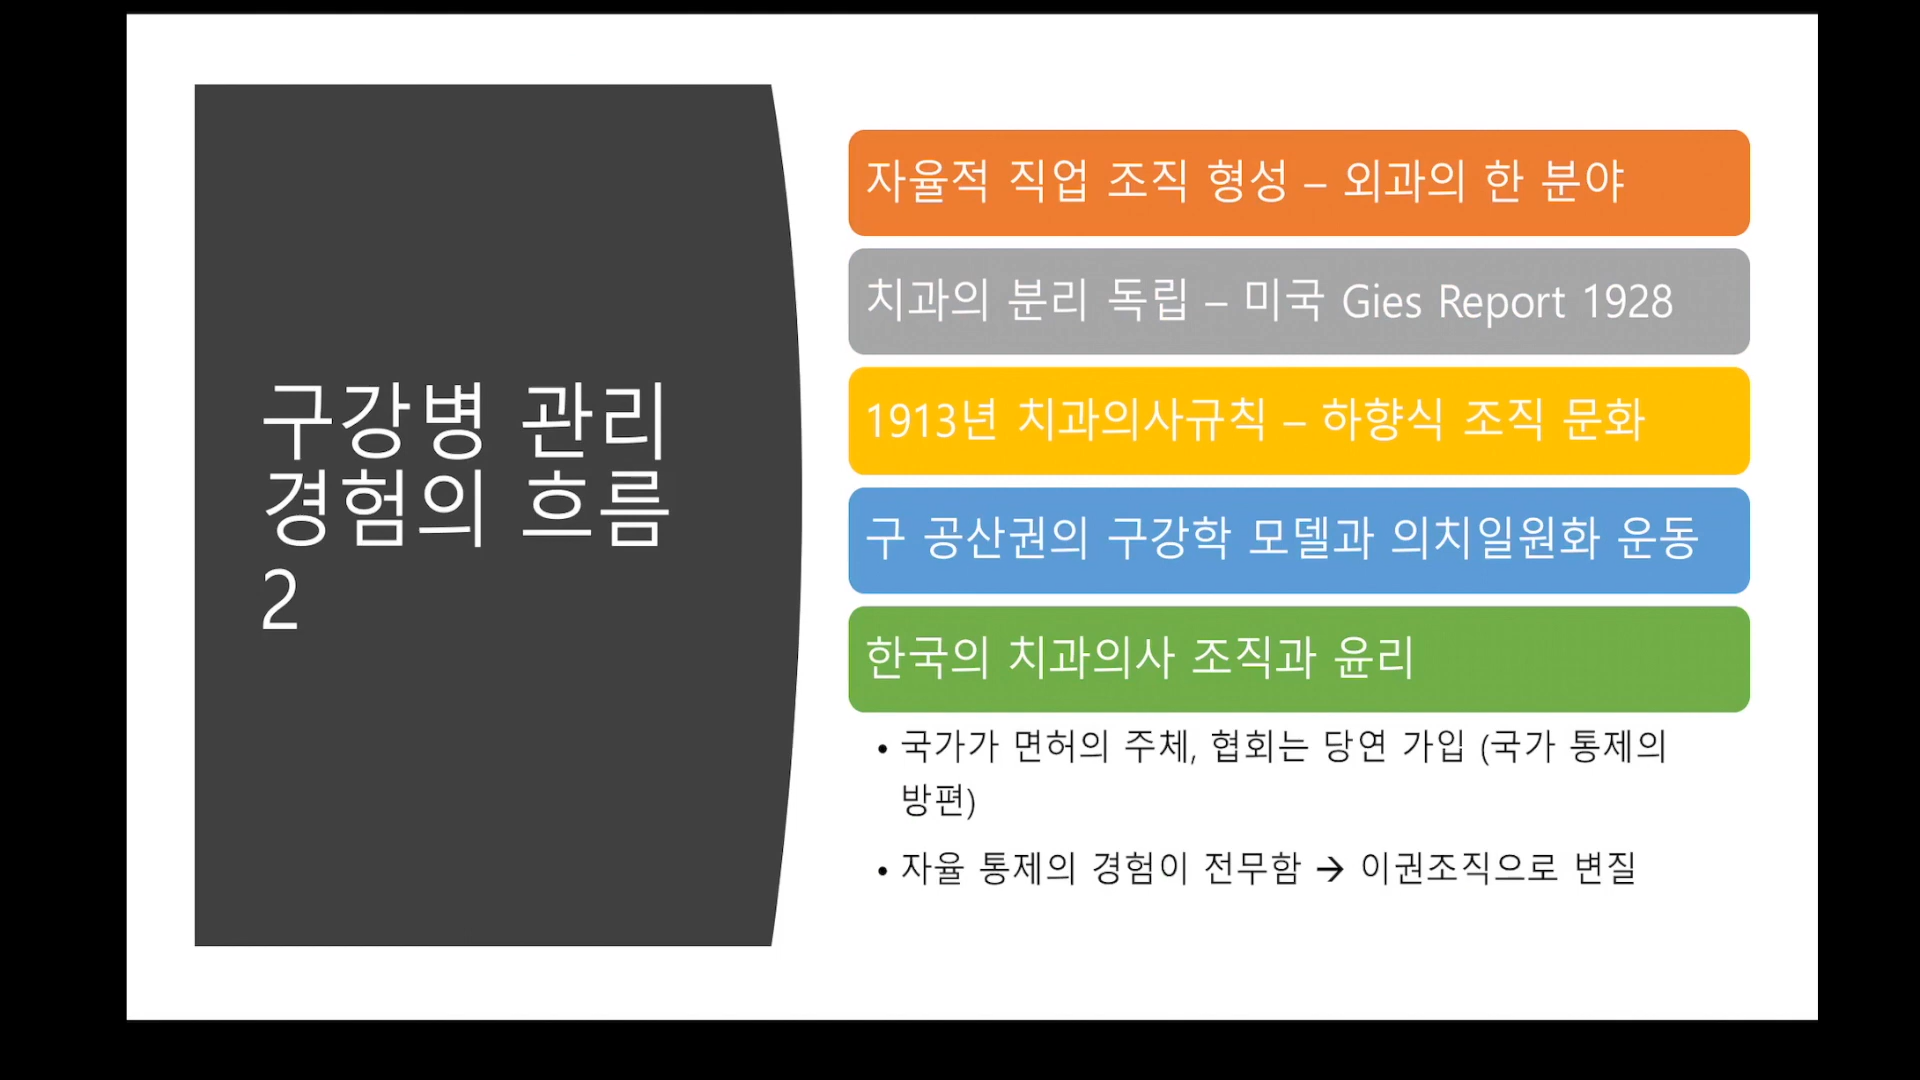 구강병 관리
경험의 흐름
2
자율적 직업 조직 형성 – 외과의 한 분야
치과의 분리 독립 – 미국 Gies Report 1928
1913년 치과의사규칙 – 하향식 조직 문화
구 공산권의 구강학 모델과 의치일원화 운동
한국의 치과의사 조직과 윤리
• 국가가 면허의 주체, 협회는 당연 가입 (국가 통제의
방편)
• 자율 통제의 경험이 전무함 → 이권조직으로 변질